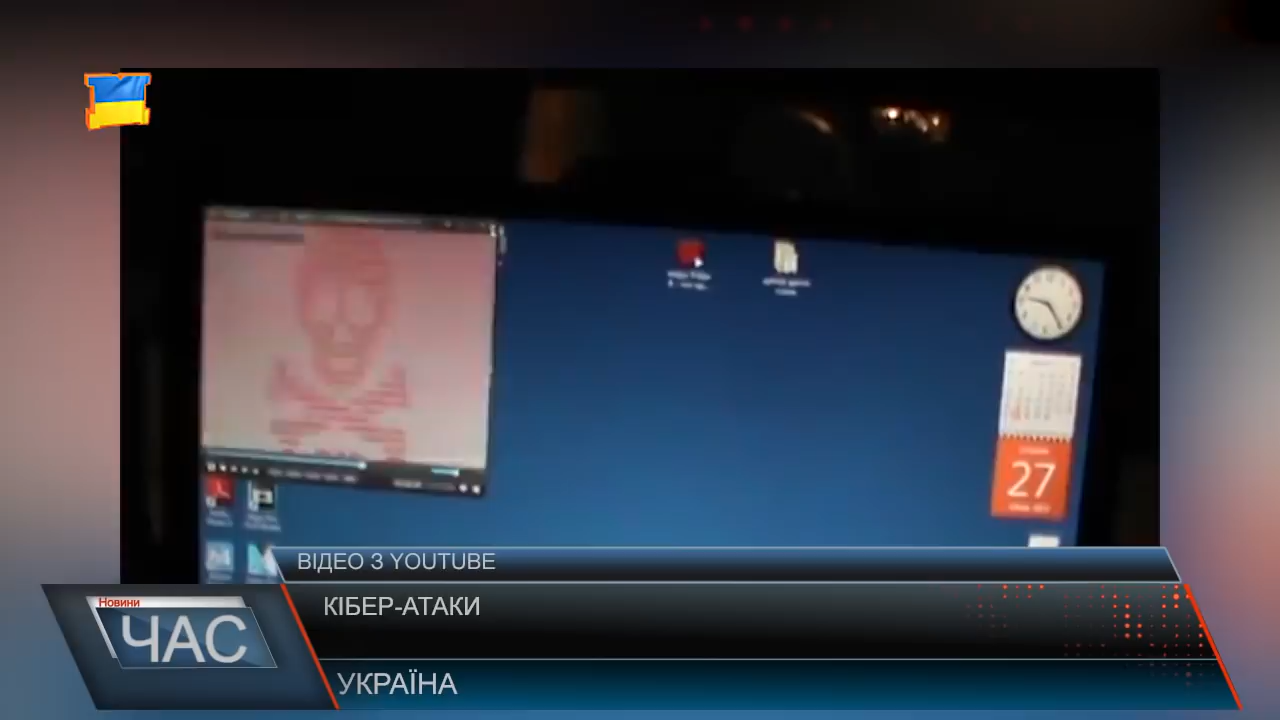 27
ВІДЕО З YOUTUBE
КІБЕР-АТАКИ
Новини
ЧАС
УКРАЇНА